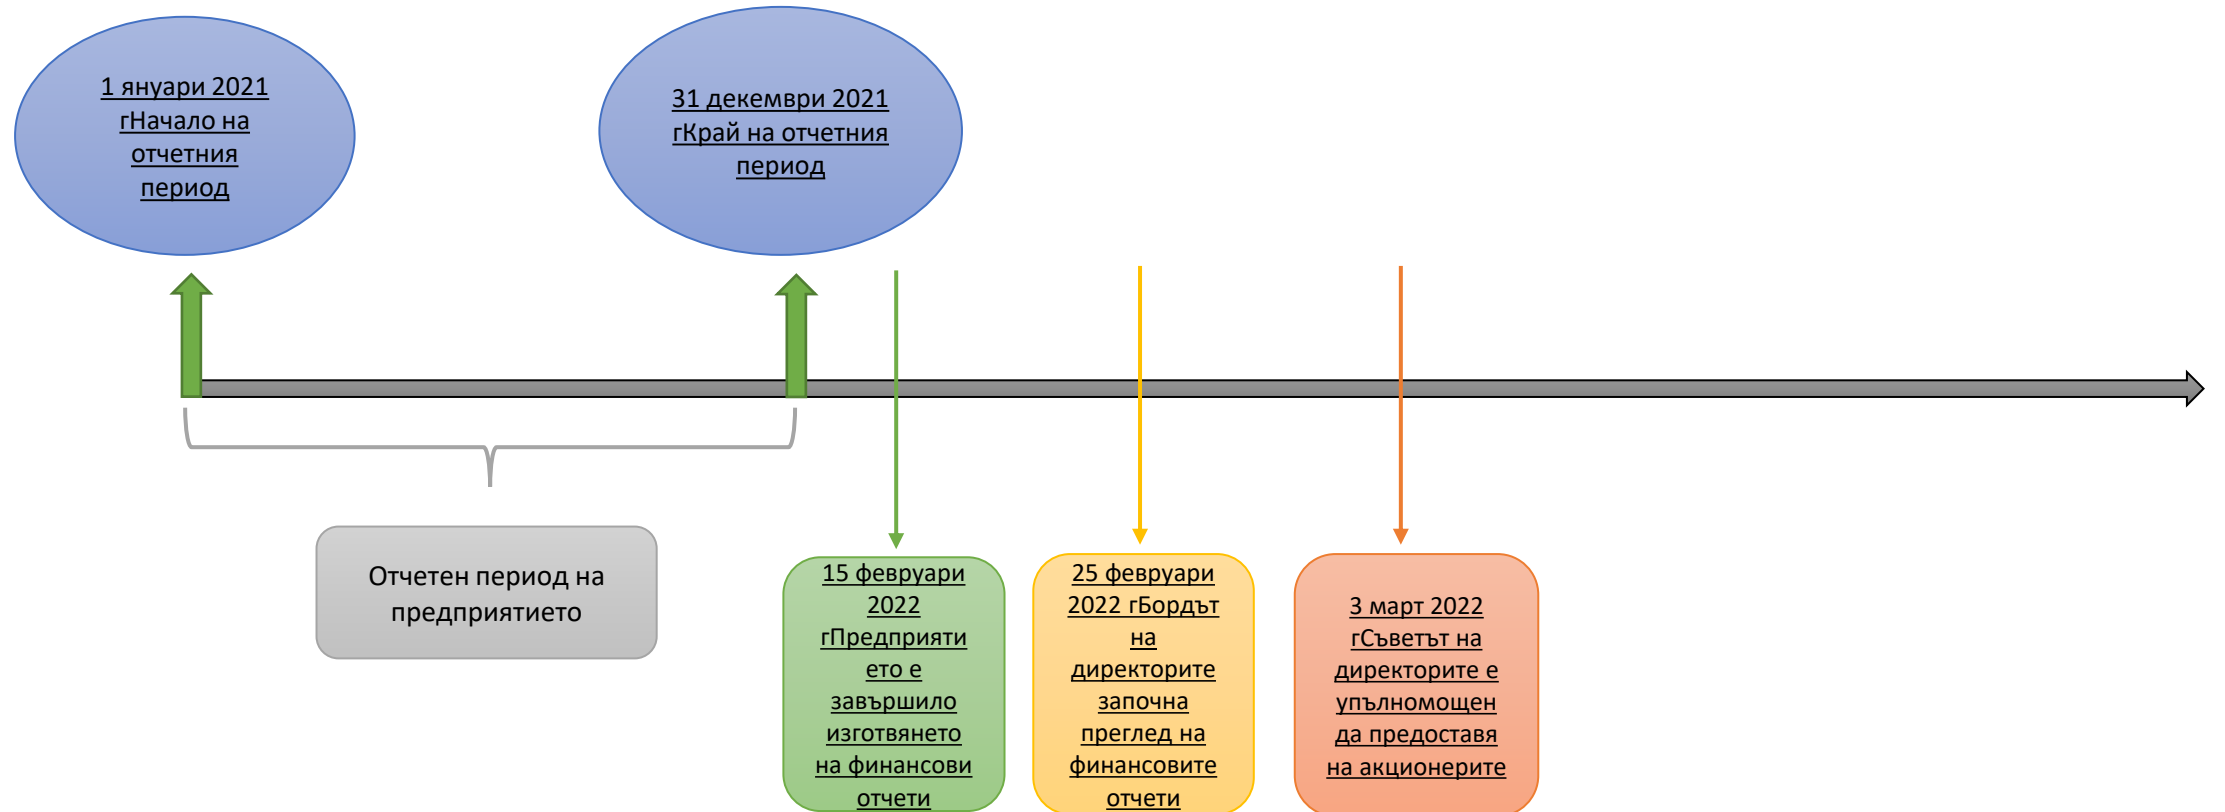 1 януари 2021
гНачало на
отчетния
период
31 декември 2021
гКрай на отчетния
период
Отчетен период на
предприятието
15 февруари
2022
гПредприяти
ето е
завършило
изготвянето
на финансови
отчети
25 февруари
2022 гБордът
на
директорите
започна
преглед на
финансовите
отчети
3 март 2022
гСъветът на
директорите е
упълномощен
да предоставя
на акционерите